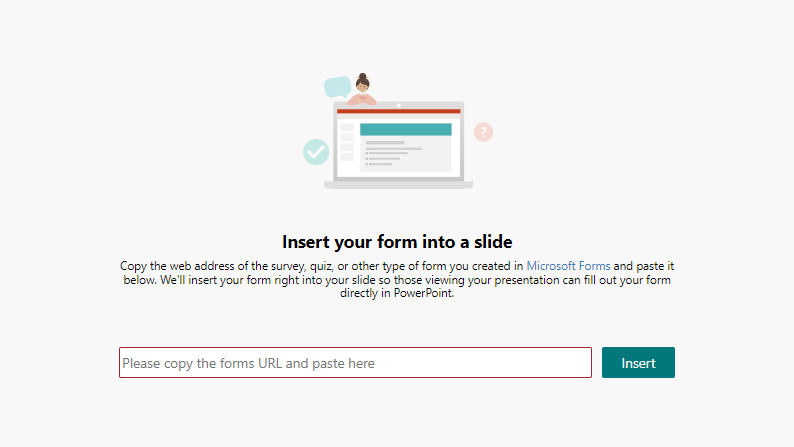 ?
Insert your form into a slide
Copy the web address of the survey, quiz, or other type of form you created in Microsoft Forms and paste it
below. We'll insert your form right into your slide so those viewing your presentation can fill out your form
directly in PowerPoint.
Please copy the forms URL and paste here
Insert